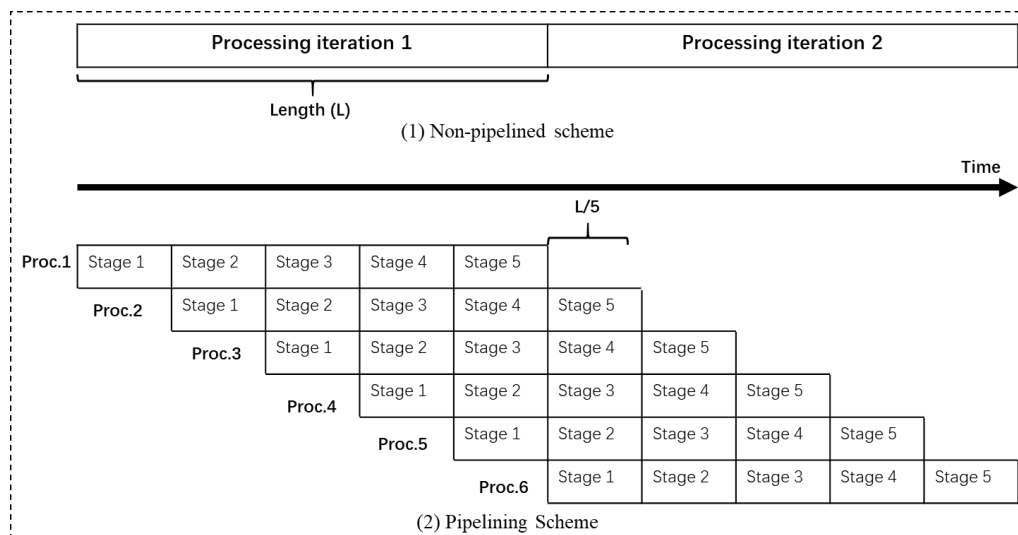 Processing iteration 1 Processing iteration 2
Length (L)
(1) Non-pipelined scheme
Time
L/5
Proc.1 Stage 1 Stage 2 Stage 3 Stage 4 Stage 5
Proc.2 Stage 1 Stage 2 Stage 3 Stage 4 Stage 5
Proc.3 Stage 1 Stage 2 Stage 3 Stage 4 Stage 5
Proc.4 Stage 1 Stage 2 Stage 3 Stage 4 Stage 5
Proc.5 Stage 1 Stage 2 Stage 3 Stage 4 Stage 5
Proc.6 Stage 1 Stage 2 Stage 3 Stage 4 Stage 5
(2) Pipelining Scheme